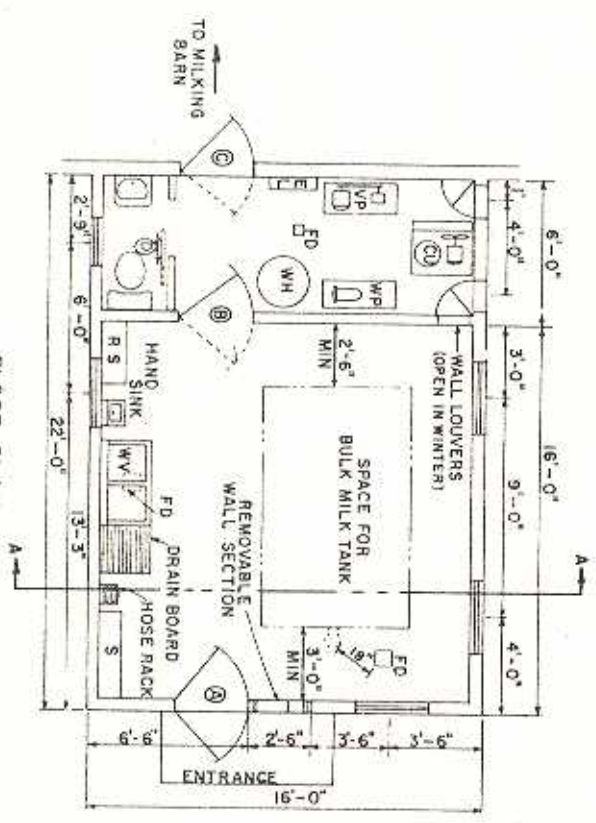 TO MILKING
BARN
C
1'
4'-0"
6'-0"
VP
E
L
FD
CU
WP
WH
B
2'-9"
6'-0"
3'-0"
16'-0"
WALL LOUVERS
(OPEN IN WINTER)
2'-6"
MIN
R S
HAND
SINK
SPACE FOR
BULK MILK TANK
9'-0"
22'-0"
WV
FD
DRAIN BOARD
HOSE RACK
REMOVABLE
WALL SECTION
13'-3"
A
A
S
3'-0"
MIN
18"
FD
4'-0"
A
6'-6"
2'-6"
3'-6"
3'-6"
ENTRANCE
16'-0"